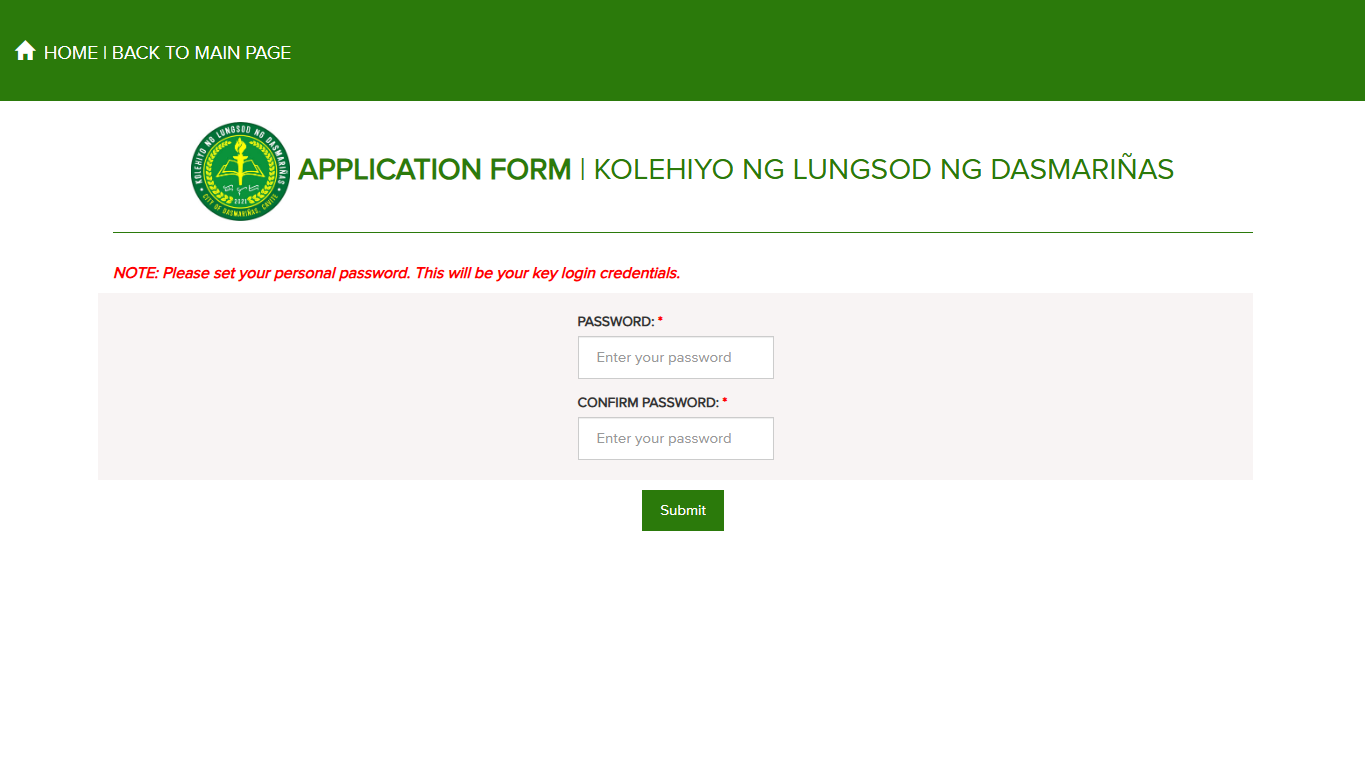 HOME | BACK TO MAIN PAGE
KOLEHIYO NG LUNGSOD NG DASMARIÑAS
2021
CITY OF DASMARIÑAS, CAVITE
APPLICATION FORM | KOLEHIYO NG LUNGSOD NG DASMARIÑAS
NOTE: Please set your personal password. This will be your key login credentials.
PASSWORD: *
Enter your password
CONFIRM PASSWORD: *
Enter your password
Submit